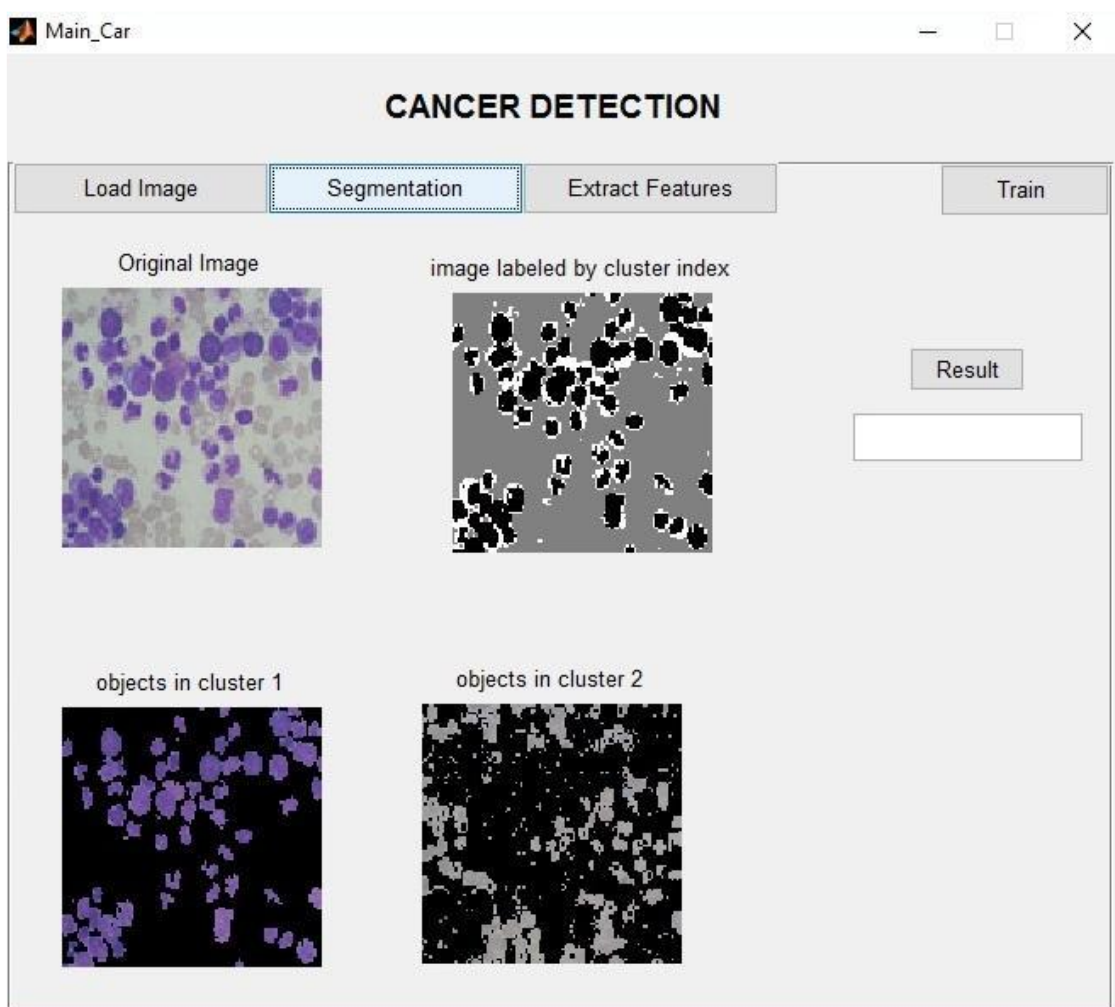 Main_Car
CANCER DETECTION
Load Image
Segmentation
Extract Features
Train
Original Image
image labeled by cluster index
Result
objects in cluster 1
objects in cluster 2